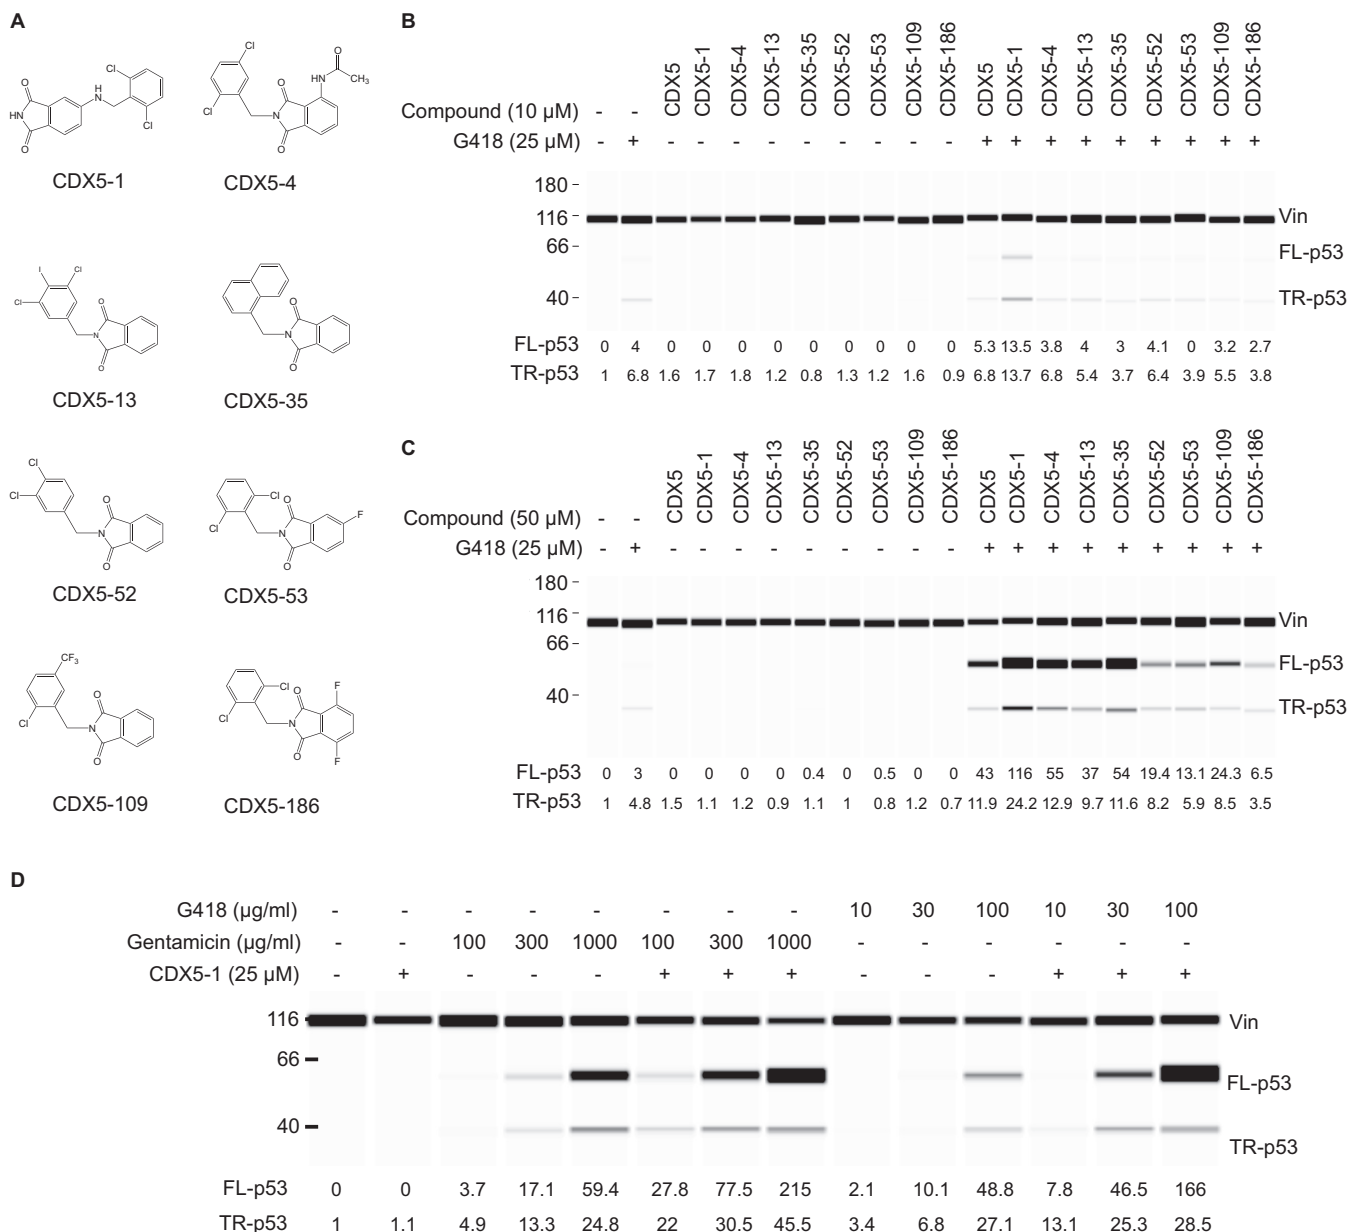 A
O
HN
O
H
N
Cl
Cl
CDX5-1
Cl
Cl
O
HN
CH3
O
N
O
CDX5-4
I
Cl
Cl
O
N
O
CDX5-13
O
N
O
CDX5-35
Cl
Cl
O
N
O
CDX5-52
Cl
Cl
O
N
O
F
CDX5-53
CF3
Cl
O
N
O
CDX5-109
Cl
Cl
O
N
O
F
F
CDX5-186
B
Compound (10 µM) - - CDX5 CDX5-1 CDX5-4 CDX5-13 CDX5-35 CDX5-52 CDX5-53 CDX5-109 CDX5-186 CDX5 CDX5-1 CDX5-4 CDX5-13 CDX5-35 CDX5-52 CDX5-53 CDX5-109 CDX5-186
G418 (25 µM) - + - - - - - - - - - + + + + + + + + +
180
116 Vin
66
FL-p53
40 TR-p53
FL-p53 0 4 0 0 0 0 0 0 0 0 0 5.3 13.5 3.8 4 3 4.1 0 3.2 2.7
TR-p53 1 6.8 1.6 1.7 1.8 1.2 0.8 1.3 1.2 1.6 0.9 6.8 13.7 6.8 5.4 3.7 6.4 3.9 5.5 3.8
C
Compound (50 µM) - - CDX5 CDX5-1 CDX5-4 CDX5-13 CDX5-35 CDX5-52 CDX5-53 CDX5-109 CDX5-186 CDX5 CDX5-1 CDX5-4 CDX5-13 CDX5-35 CDX5-52 CDX5-53 CDX5-109 CDX5-186
G418 (25 µM) - + - - - - - - - - - + + + + + + + + +
180
116 Vin
66
FL-p53
40
TR-p53
FL-p53 0 3 0 0 0 0 0.4 0 0.5 0 0 43 116 55 37 54 19.4 13.1 24.3 6.5
TR-p53 1 4.8 1.5 1.1 1.2 0.9 1.1 1 0.8 1.2 0.7 11.9 24.2 12.9 9.7 11.6 8.2 5.9 8.5 3.5
D
G418 (µg/ml) - - - - - - - - 10 30 100 10 30 100
Gentamicin (µg/ml) - - 100 300 1000 100 300 1000 - - - - - -
CDX5-1 (25 µM) - + - - - + + + - - - + + +
116 Vin
66
FL-p53
40
TR-p53
FL-p53 0 0 3.7 17.1 59.4 27.8 77.5 215 2.1 10.1 48.8 7.8 46.5 166
TR-p53 1 1.1 4.9 13.3 24.8 22 30.5 45.5 3.4 6.8 27.1 13.1 25.3 28.5